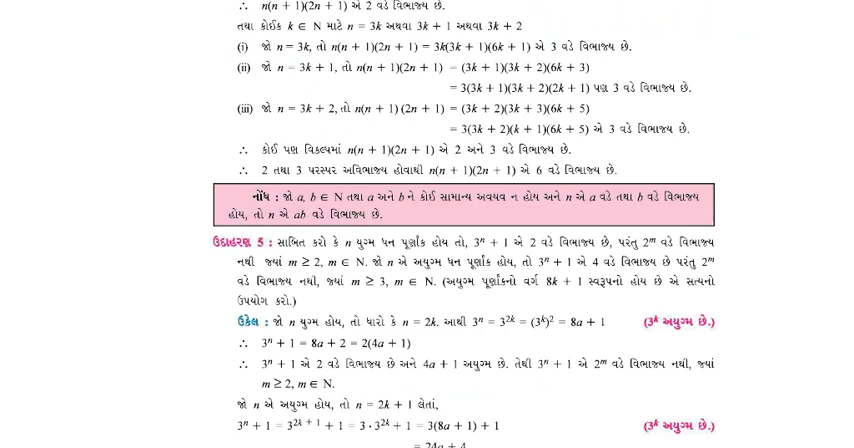 ∴ n(n + 1)(2n + 1) એ 2 વડે વિભાજ્ય છે.
તથા કોઈક k ∈ N માટે n = 3k અથવા 3k + 1 અથવા 3k + 2
(i) જો n = 3k, તો n(n + 1)(2n + 1) = 3k(3k + 1)(6k + 1) એ 3 વડે વિભાજ્ય છે.
(ii) જો n = 3k + 1, તો n(n + 1)(2n + 1) = (3k + 1)(3k + 2)(6k + 3)
= 3(3k + 1)(3k + 2)(2k + 1) પણ 3 વડે વિભાજ્ય છે.
(iii) જો n = 3k + 2, તો n(n + 1) (2n + 1) = (3k + 2)(3k + 3)(6k + 5)
= 3(3k + 2)(k + 1)(6k + 5) એ 3 વડે વિભાજ્ય છે.
∴ કોઈ પણ વિકલ્પમાં n(n + 1)(2n + 1) એ 2 અને 3 વડે વિભાજ્ય છે.
∴ 2 તથા 3 પરસ્પર અવિભાજ્ય હોવાથી n(n + 1)(2n + 1) એ 6 વડે વિભાજ્ય છે.
નોંધ : જો a, b ∈ N તથા a અને b ને કોઈ સામાન્ય અવયવ ન હોય અને n એ a વડે તથા b વડે વિભાજ્ય
હોય, તો n એ ab વડે વિભાજ્ય છે.
ઉદાહરણ 5 : સાબિત કરો કે n યુગ્મ ધન પૂર્ણાંક હોય તો, 3ⁿ + 1 એ 2 વડે વિભાજ્ય છે, પરંતુ 2ᵐ વડે વિભાજ્ય
નથી જ્યાં m ≥ 2, m ∈ N. જો n એ અયુગ્મ ધન પૂર્ણાંક હોય, તો 3ⁿ + 1 એ 4 વડે વિભાજ્ય છે પરંતુ 2ᵐ
વડે વિભાજ્ય નથી, જ્યાં m ≥ 3, m ∈ N. (અયુગ્મ પૂર્ણાંકનો વર્ગ 8k + 1 સ્વરૂપનો હોય છે એ સત્યનો
ઉપયોગ કરો.)
ઉકેલ : જો n યુગ્મ હોય, તો ધારો કે n = 2k. આથી 3ⁿ = 3²ᵏ = (3ᵏ)² = 8a + 1 (3ᵏ અયુગ્મ છે.)
∴ 3ⁿ + 1 = 8a + 2 = 2(4a + 1)
∴ 3ⁿ + 1 એ 2 વડે વિભાજ્ય છે અને 4a + 1 અયુગ્મ છે. તેથી 3ⁿ + 1 એ 2ᵐ વડે વિભાજ્ય નથી, જ્યાં
m ≥ 2, m ∈ N.
જો n એ અયુગ્મ હોય, તો n = 2k + 1 લેતાં,
3ⁿ + 1 = 3²ᵏ⁺¹ + 1 = 3 · 3²ᵏ + 1 = 3(8a + 1) + 1 (3ᵏ અયુગ્મ છે.)
= 24a + 4